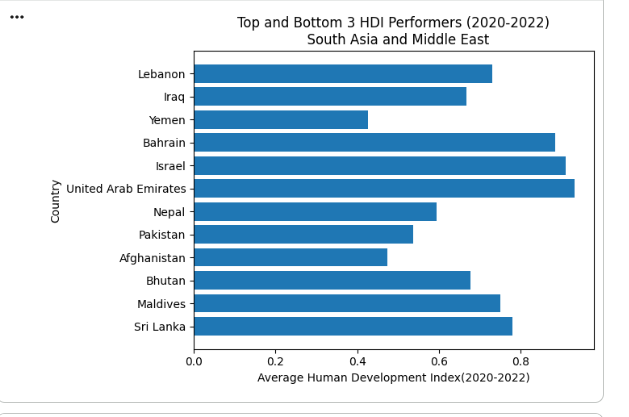 •••
Top and Bottom 3 HDI Performers (2020-2022)
South Asia and Middle East
Country
Lebanon
Iraq
Yemen
Bahrain
Israel
United Arab Emirates
Nepal
Pakistan
Afghanistan
Bhutan
Maldives
Sri Lanka
0.0 0.2 0.4 0.6 0.8
Average Human Development Index(2020-2022)